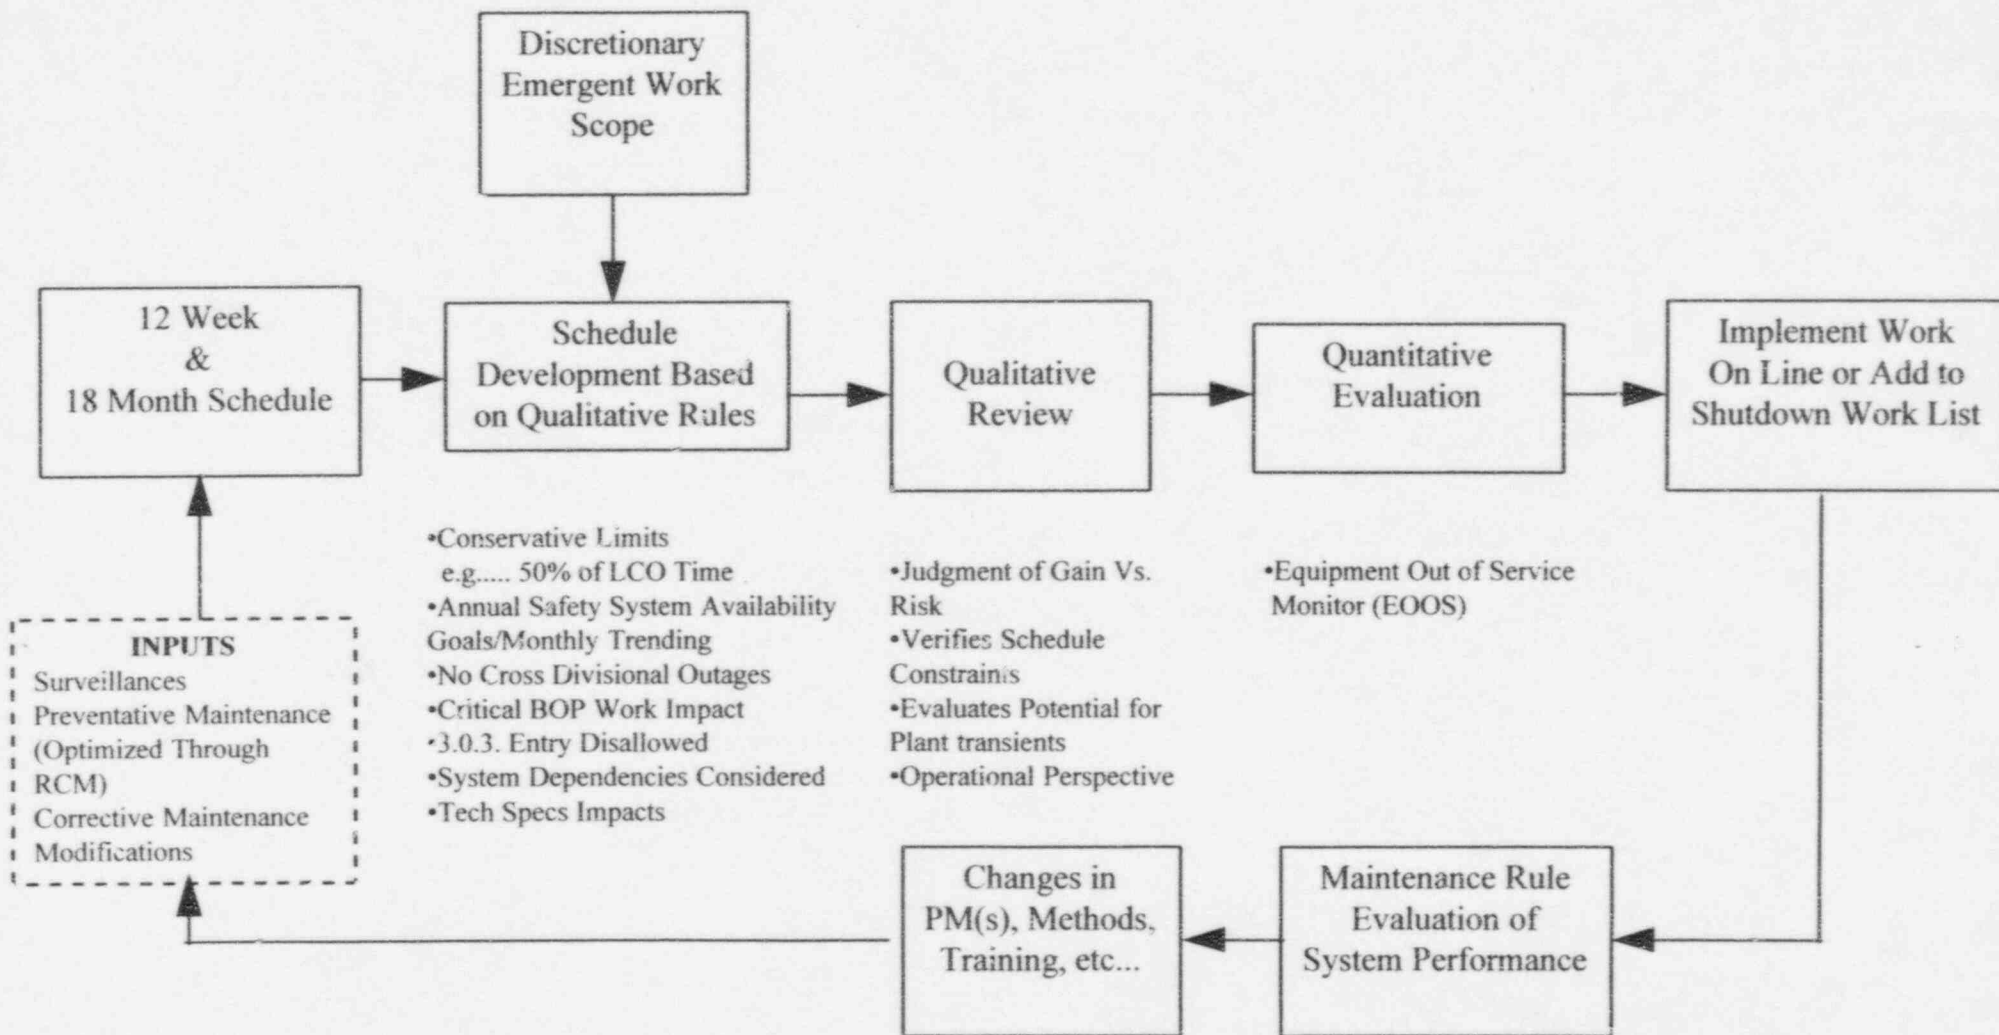 Discretionary
Emergent Work
Scope
12 Week
&
18 Month Schedule
Schedule
Development Based
on Qualitative Rules
Qualitative
Review
Quantitative
Evaluation
Implement Work
On Line or Add to
Shutdown Work List
•Conservative Limits
e.g..... 50% of LCO Time
•Annual Safety System Availability
Goals/Monthly Trending
•No Cross Divisional Outages
•Critical BOP Work Impact
•3.0.3. Entry Disallowed
•System Dependencies Considered
•Tech Specs Impacts
•Judgment of Gain Vs.
Risk
•Verifies Schedule
Constraints
•Evaluates Potential for
Plant transients
•Operational Perspective
•Equipment Out of Service
Monitor (EOOS)
INPUTS
Surveillances
Preventative Maintenance
(Optimized Through
RCM)
Corrective Maintenance
Modifications
Changes in
PM(s), Methods,
Training, etc...
Maintenance Rule
Evaluation of
System Performance